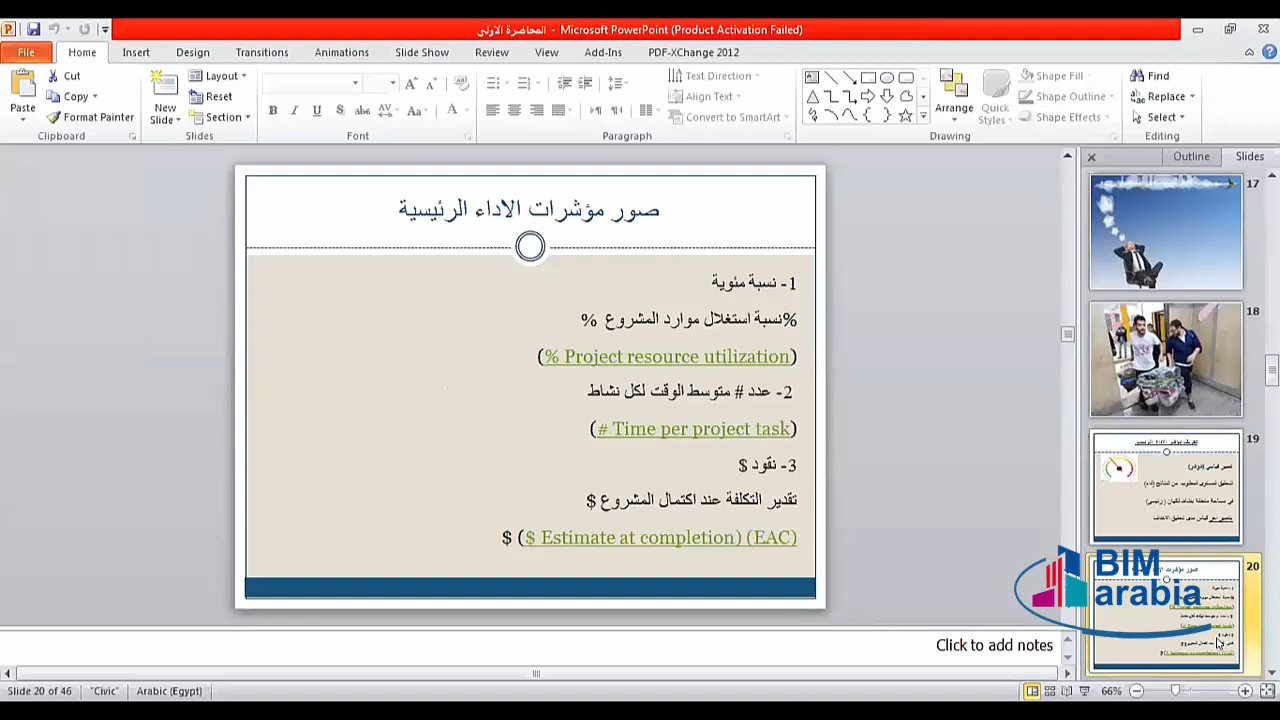 المحاضرة الاولى - Microsoft PowerPoint (Product Activation Failed)
File Home Insert Design Transitions Animations Slide Show Review View Add-Ins PDF-XChange 2012
Paste
Cut
Copy
Format Painter
Clipboard
New Slide
Layout
Reset
Section
Slides
Font
Paragraph
Text Direction
Align Text
Convert to SmartArt
Arrange
Quick Styles
Shape Fill
Shape Outline
Shape Effects
Drawing
Find
Replace
Select
Editing
صور مؤشرات الاداء الرئيسية
1- نسبة مئوية
%نسبة استغلال موارد المشروع %
(% Project resource utilization)
2- عدد # متوسط الوقت لكل نشاط
(# Time per project task)
3- نقود $
تقدير التكلفة عند اكتمال المشروع $
$ ($ Estimate at completion) (EAC)
Outline Slides
17
18
19
20
BIM
arabia
Click to add notes
Slide 20 of 46 "Civic" Arabic (Egypt) 66%